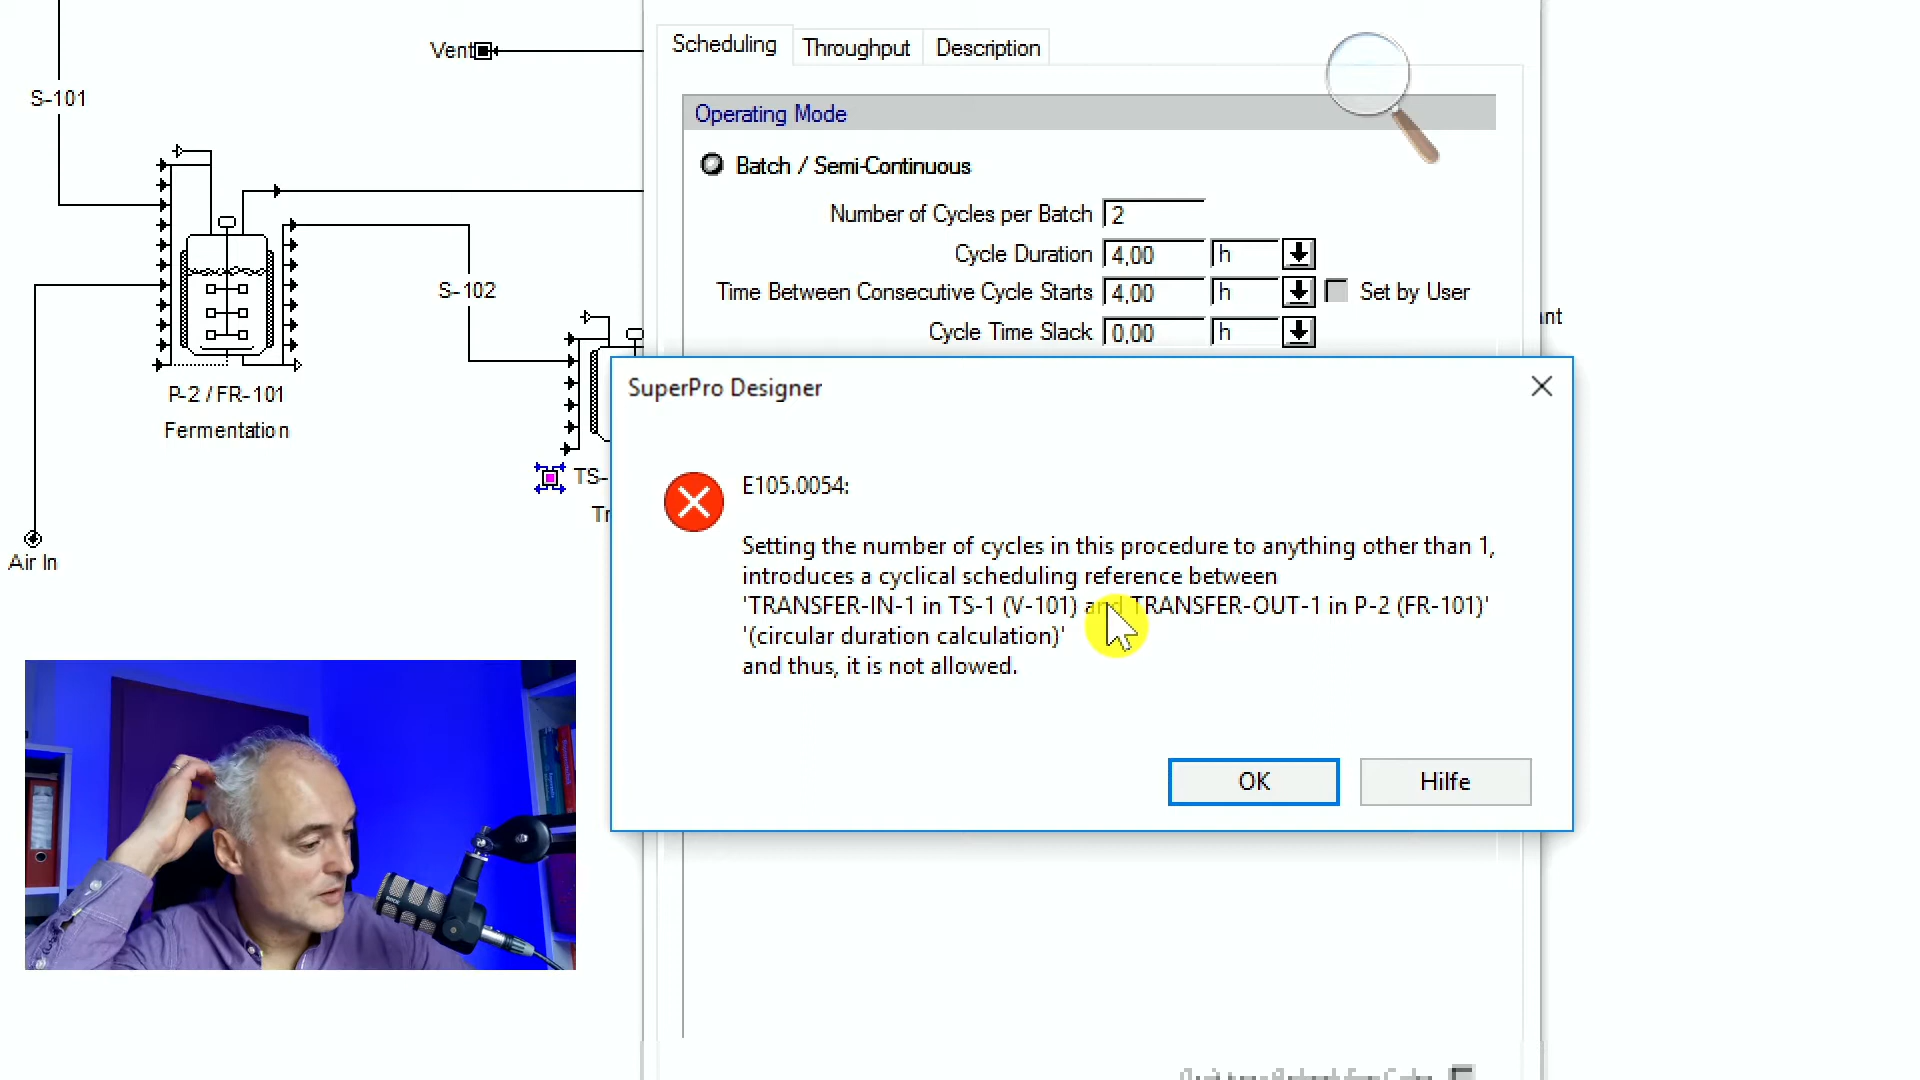 Vent
S-101
S-102
P-2 / FR-101
Fermentation
TS-
Tr
Air In
Scheduling
Throughput
Description
Operating Mode
Batch / Semi-Continuous
Number of Cycles per Batch 2
Cycle Duration 4,00 h
Time Between Consecutive Cycle Starts 4,00 h Set by User
Cycle Time Slack 0,00 h
nt
SuperPro Designer
E105.0054:
Setting the number of cycles in this procedure to anything other than 1,
introduces a cyclical scheduling reference between
'TRANSFER-IN-1 in TS-1 (V-101) and TRANSFER-OUT-1 in P-2 (FR-101)'
'(circular duration calculation)'
and thus, it is not allowed.
OK
Hilfe